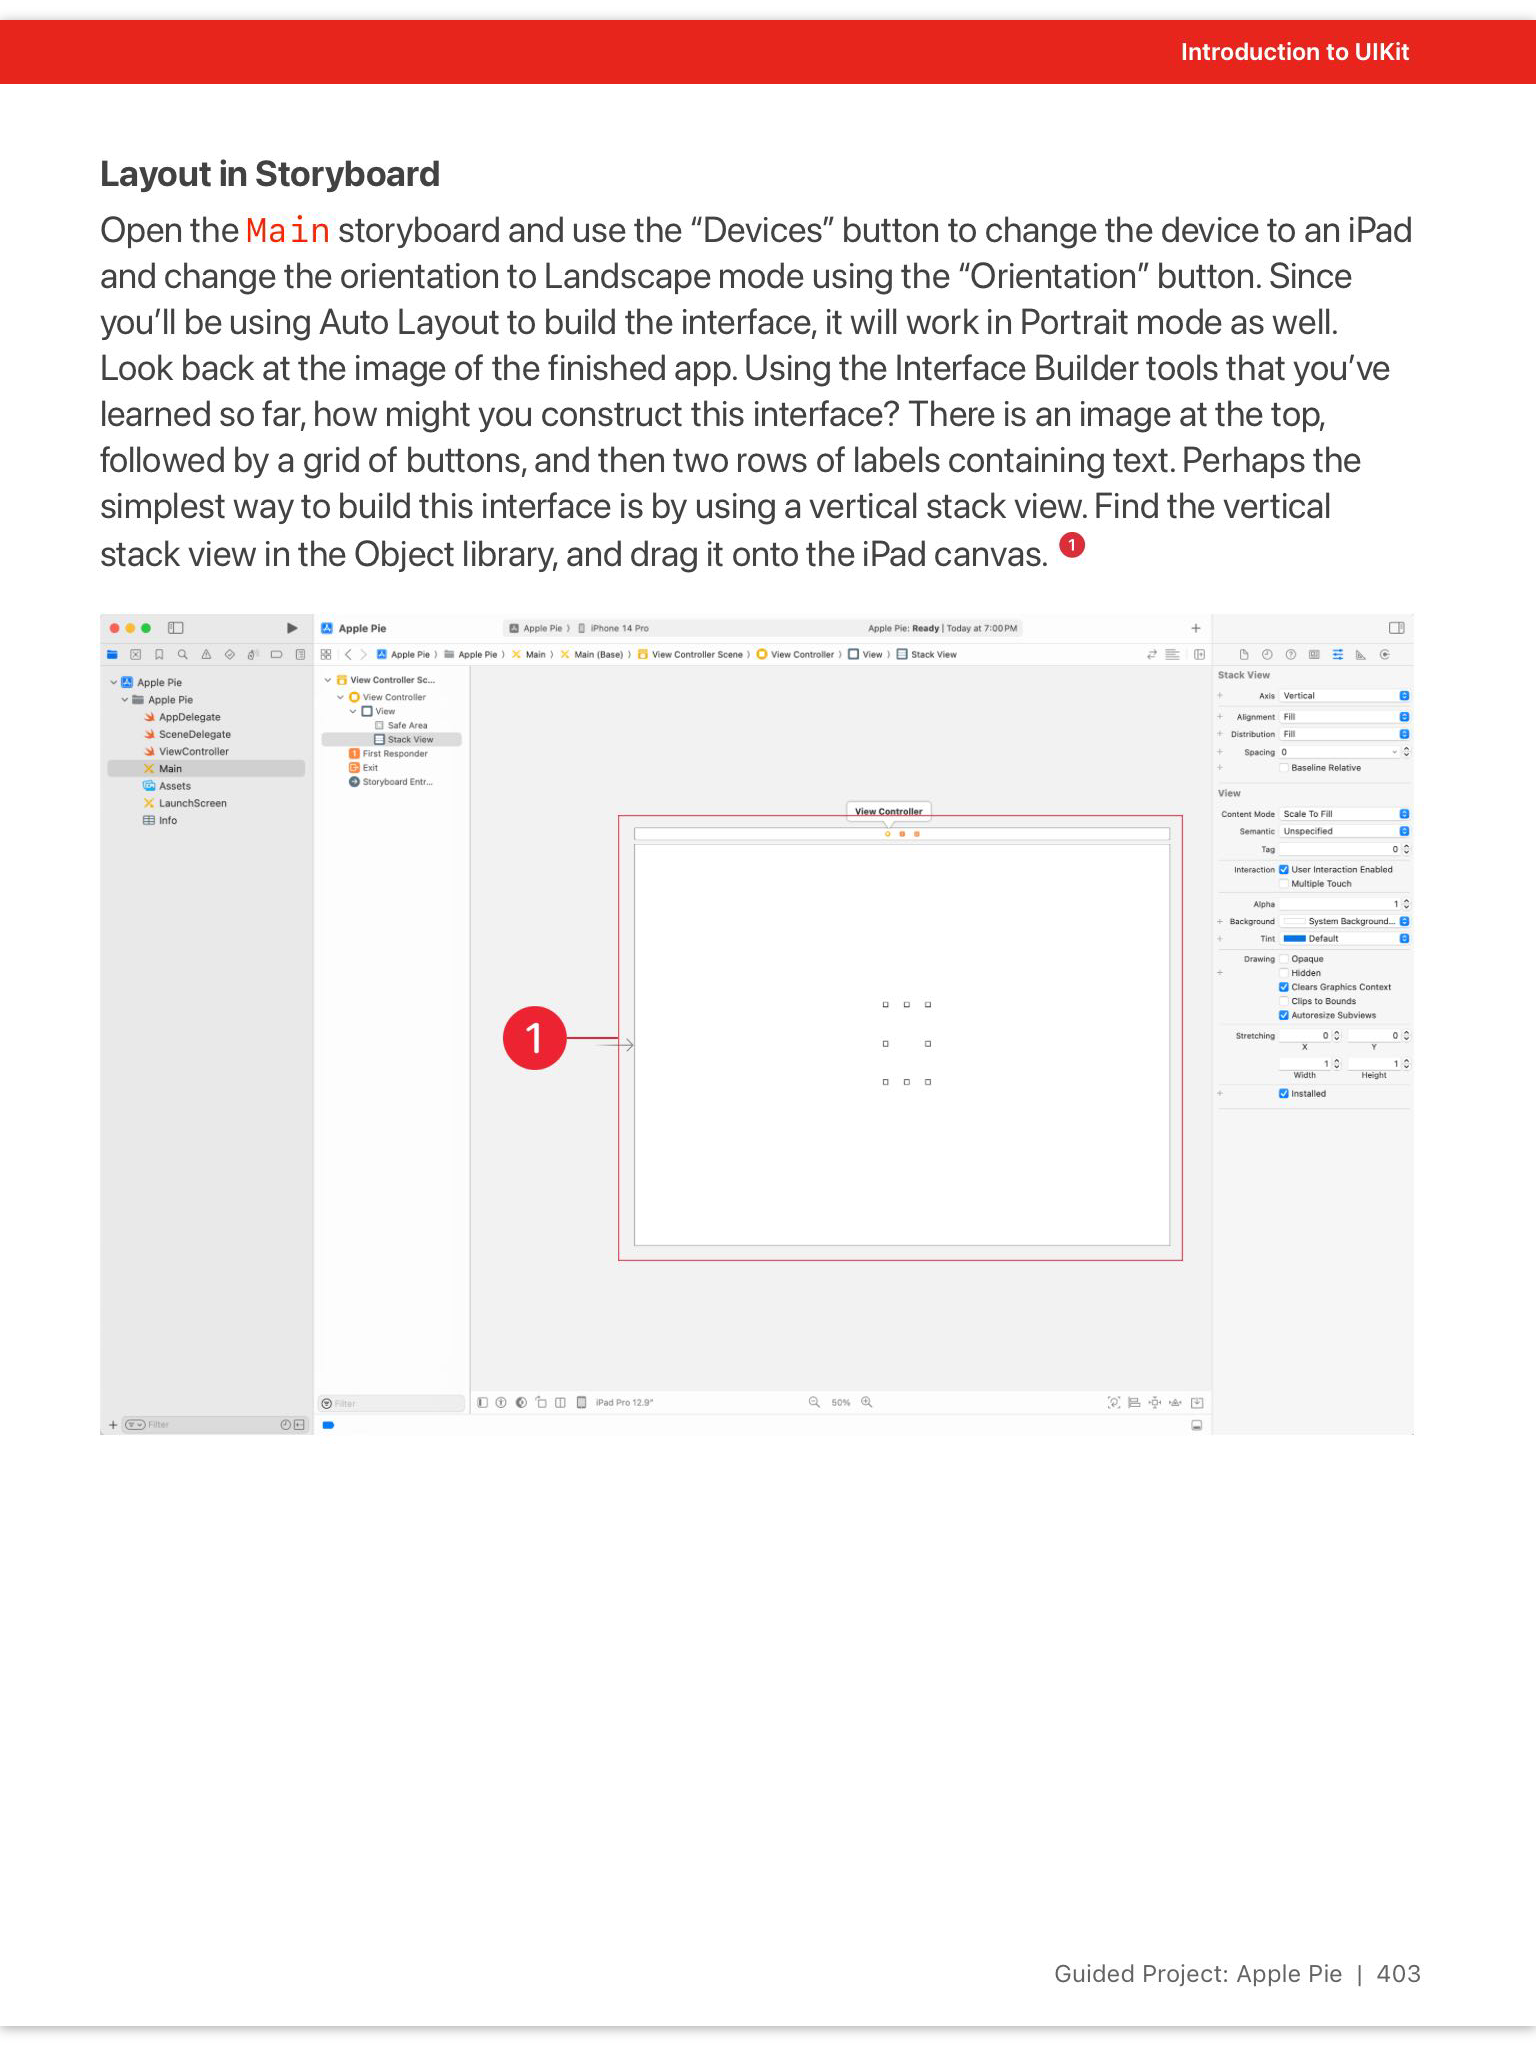 Introduction to UIKit
Layout in Storyboard
Open the Main storyboard and use the “Devices” button to change the device to an iPad
and change the orientation to Landscape mode using the “Orientation” button. Since
you’ll be using Auto Layout to build the interface, it will work in Portrait mode as well.
Look back at the image of the finished app. Using the Interface Builder tools that you’ve
learned so far, how might you construct this interface? There is an image at the top,
followed by a grid of buttons, and then two rows of labels containing text. Perhaps the
simplest way to build this interface is by using a vertical stack view. Find the vertical
stack view in the Object library, and drag it onto the iPad canvas. 1
Apple Pie
Apple Pie ⟩ iPhone 14 Pro
Apple Pie: Ready | Today at 7:00 PM
Apple Pie ⟩ Apple Pie ⟩ Main ⟩ Main (Base) ⟩ View Controller Scene ⟩ View Controller ⟩ View ⟩ Stack View
Apple Pie
Apple Pie
AppDelegate
SceneDelegate
ViewController
Main
Assets
LaunchScreen
Info
Filter
View Controller Sc...
View Controller
View
Safe Area
Stack View
First Responder
Exit
Storyboard Entr...
Filter
View Controller
1
iPad Pro 12.9"
50%
Stack View
Axis Vertical
Alignment Fill
Distribution Fill
Spacing 0
Baseline Relative
View
Content Mode Scale To Fill
Semantic Unspecified
Tag 0
Interaction User Interaction Enabled
Multiple Touch
Alpha 1
Background System Background...
Tint Default
Drawing Opaque
Hidden
Clears Graphics Context
Clips to Bounds
Autoresize Subviews
Stretching 0 0
X Y
1 1
Width Height
Installed
Guided Project: Apple Pie | 403